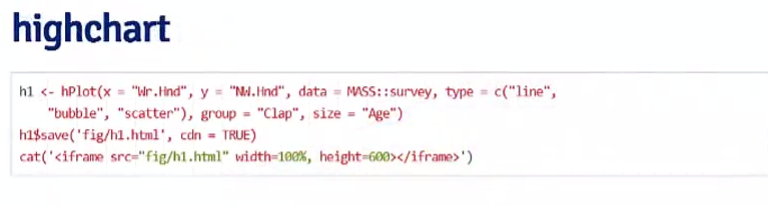 highchart
h1 <- hPlot(x = "Wr.Hnd", y = "NW.Hnd", data = MASS::survey, type = c("line",
"bubble", "scatter"), group = "Clap", size = "Age")
h1$save('fig/h1.html', cdn = TRUE)
cat('<iframe src="fig/h1.html" width=100%, height=600></iframe>')